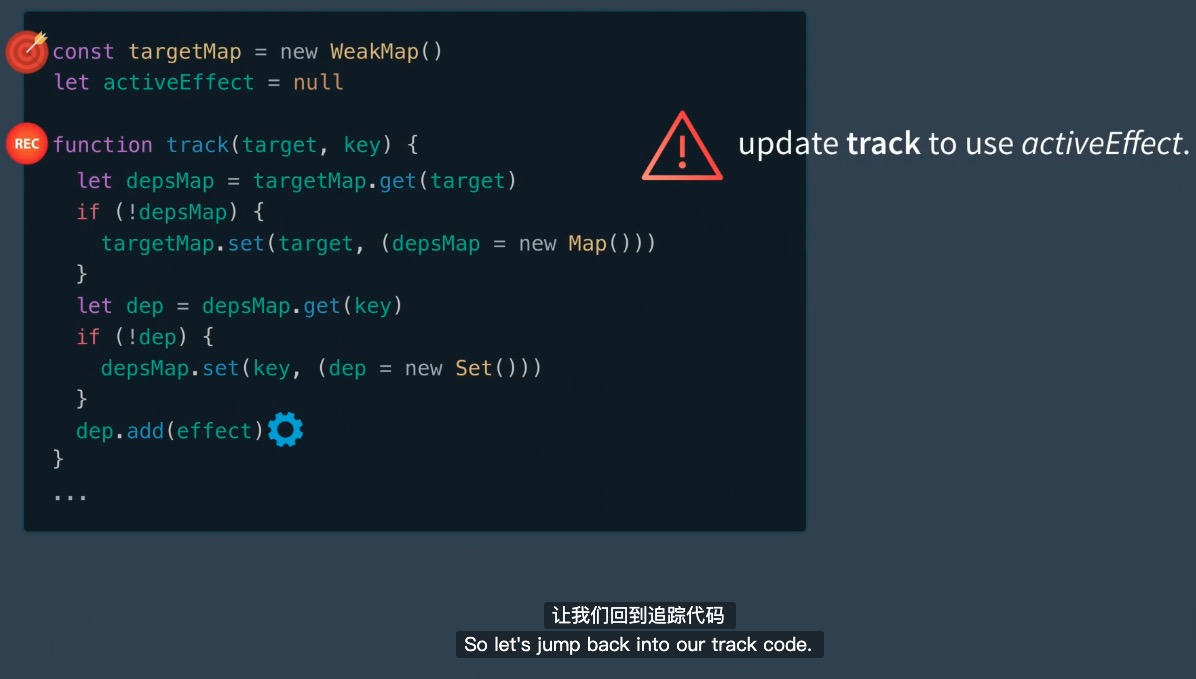 const targetMap = new WeakMap()
let activeEffect = null
REC
function track(target, key) {
let depsMap = targetMap.get(target)
if (!depsMap) {
targetMap.set(target, (depsMap = new Map()))
}
let dep = depsMap.get(key)
if (!dep) {
depsMap.set(key, (dep = new Set()))
}
dep.add(effect)
}
...
update track to use activeEffect.
让我们回到追踪代码
So let's jump back into our track code.